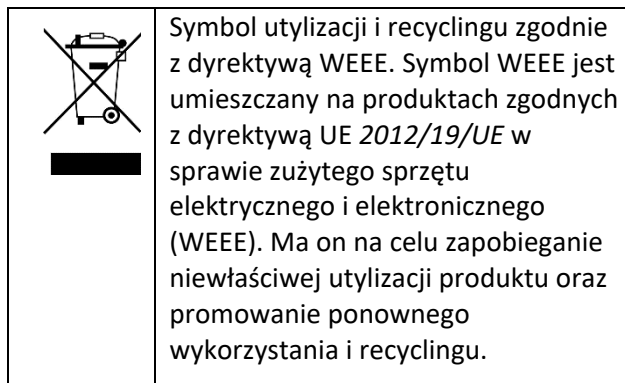 Symbol utylizacji i recyclingu zgodnie
z dyrektywą WEEE. Symbol WEEE jest
umieszczany na produktach zgodnych
z dyrektywą UE 2012/19/UE w
sprawie zużytego sprzętu
elektrycznego i elektronicznego
(WEEE). Ma on na celu zapobieganie
niewłaściwej utylizacji produktu oraz
promowanie ponownego
wykorzystania i recyclingu.